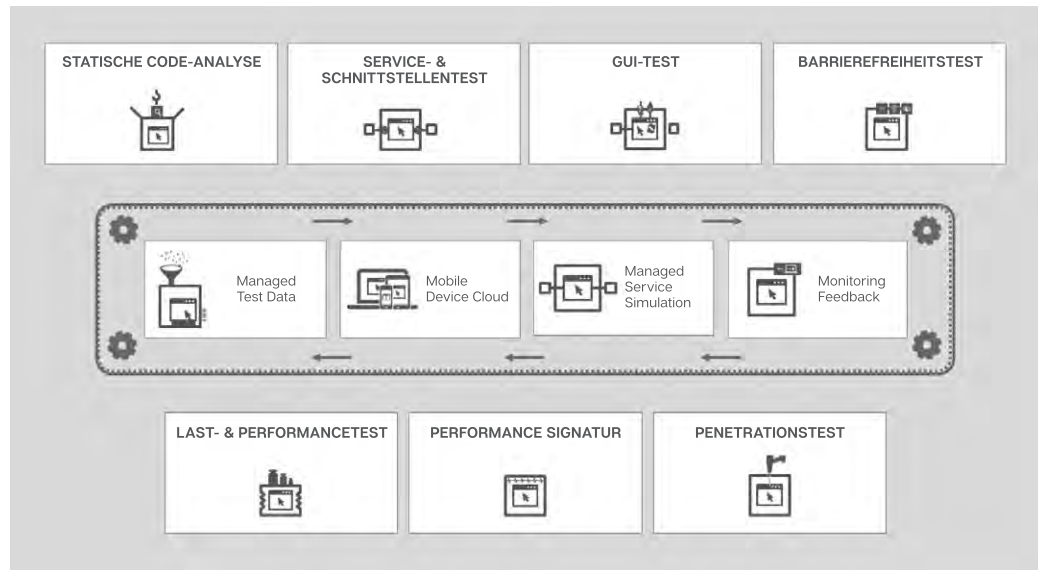 STATISCHE CODE-ANALYSE
SERVICE- &
SCHNITTSTELLENTEST
GUI-TEST
BARRIEREFREIHEITSTEST
Managed
Test Data
Mobile
Device Cloud
Managed
Service
Simulation
Monitoring
Feedback
LAST- & PERFORMANCETEST
PERFORMANCE SIGNATUR
PENETRATIONSTEST